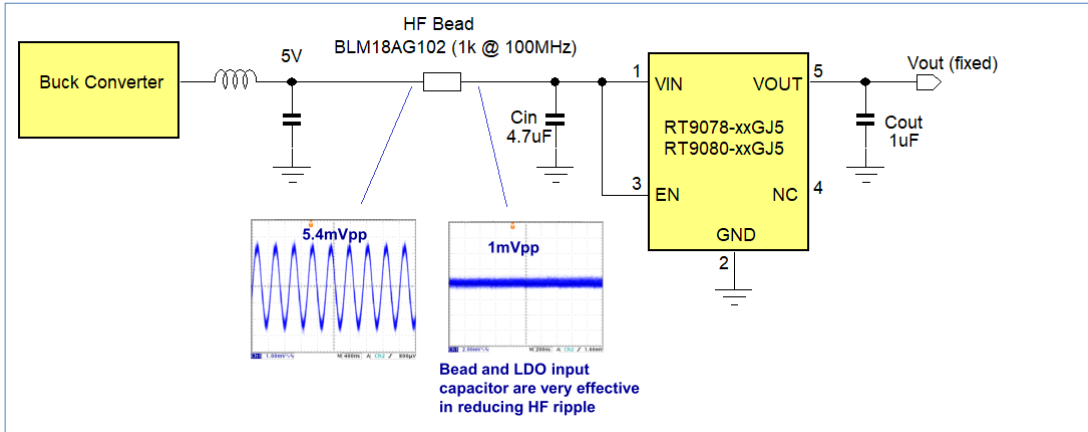 HF Bead
BLM18AG102 (1k @ 100MHz)
Buck Converter
5V
Cin
4.7uF
1
VIN
VOUT
5
Vout (fixed)
RT9078-xxGJ5
RT9080-xxGJ5
Cout
1uF
3
EN
NC
4
GND
2
5.4mVpp
1mVpp
Bead and LDO input
capacitor are very effective
in reducing HF ripple